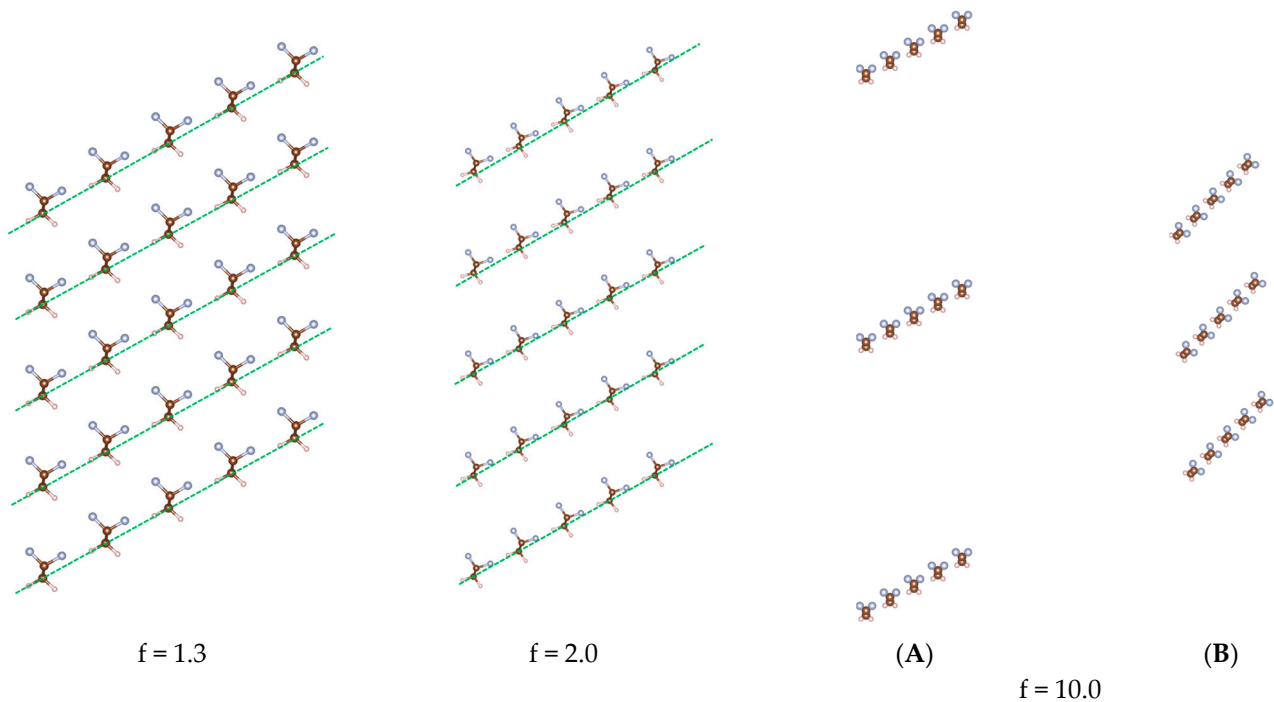 f = 1.3 f = 2.0 (A) (B)
f = 10.0